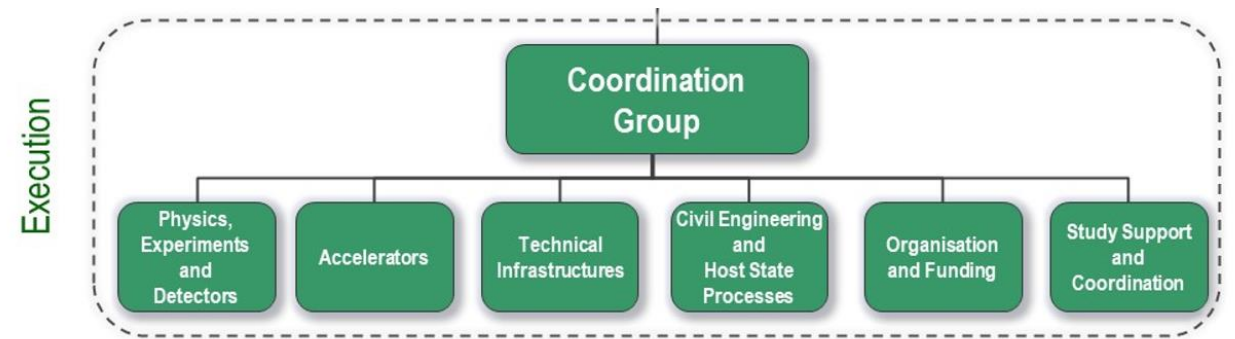 Execution
Coordination
Group
Physics,
Experiments
and
Detectors
Accelerators
Technical
Infrastructures
Civil Engineering
and
Host State
Processes
Organisation
and Funding
Study Support
and
Coordination